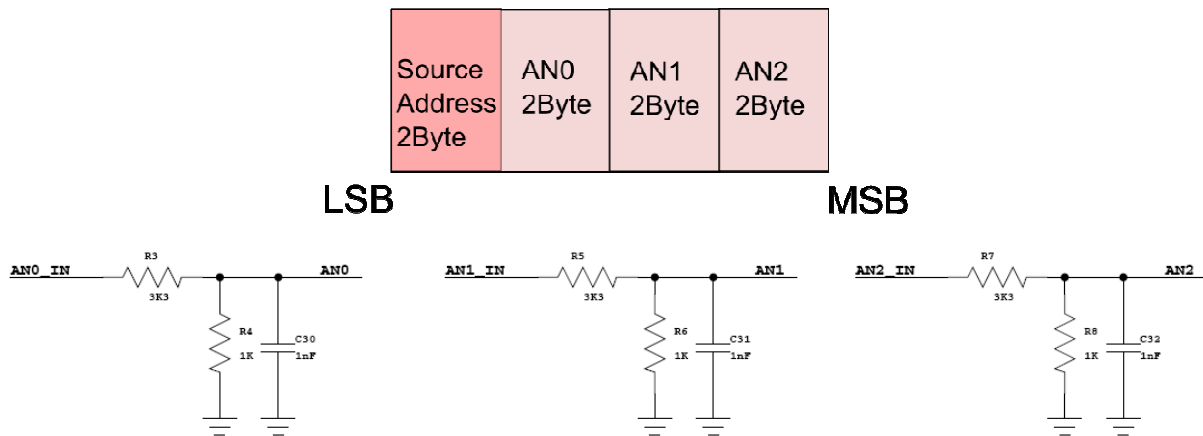 Source
Address
2Byte
AN0
2Byte
AN1
2Byte
AN2
2Byte
LSB
MSB
AN0_IN
R3
3K3
AN0
R4
1K
C30
1nF
AN1_IN
R5
3K3
AN1
R6
1K
C31
1nF
AN2_IN
R7
3K3
AN2
R8
1K
C32
1nF